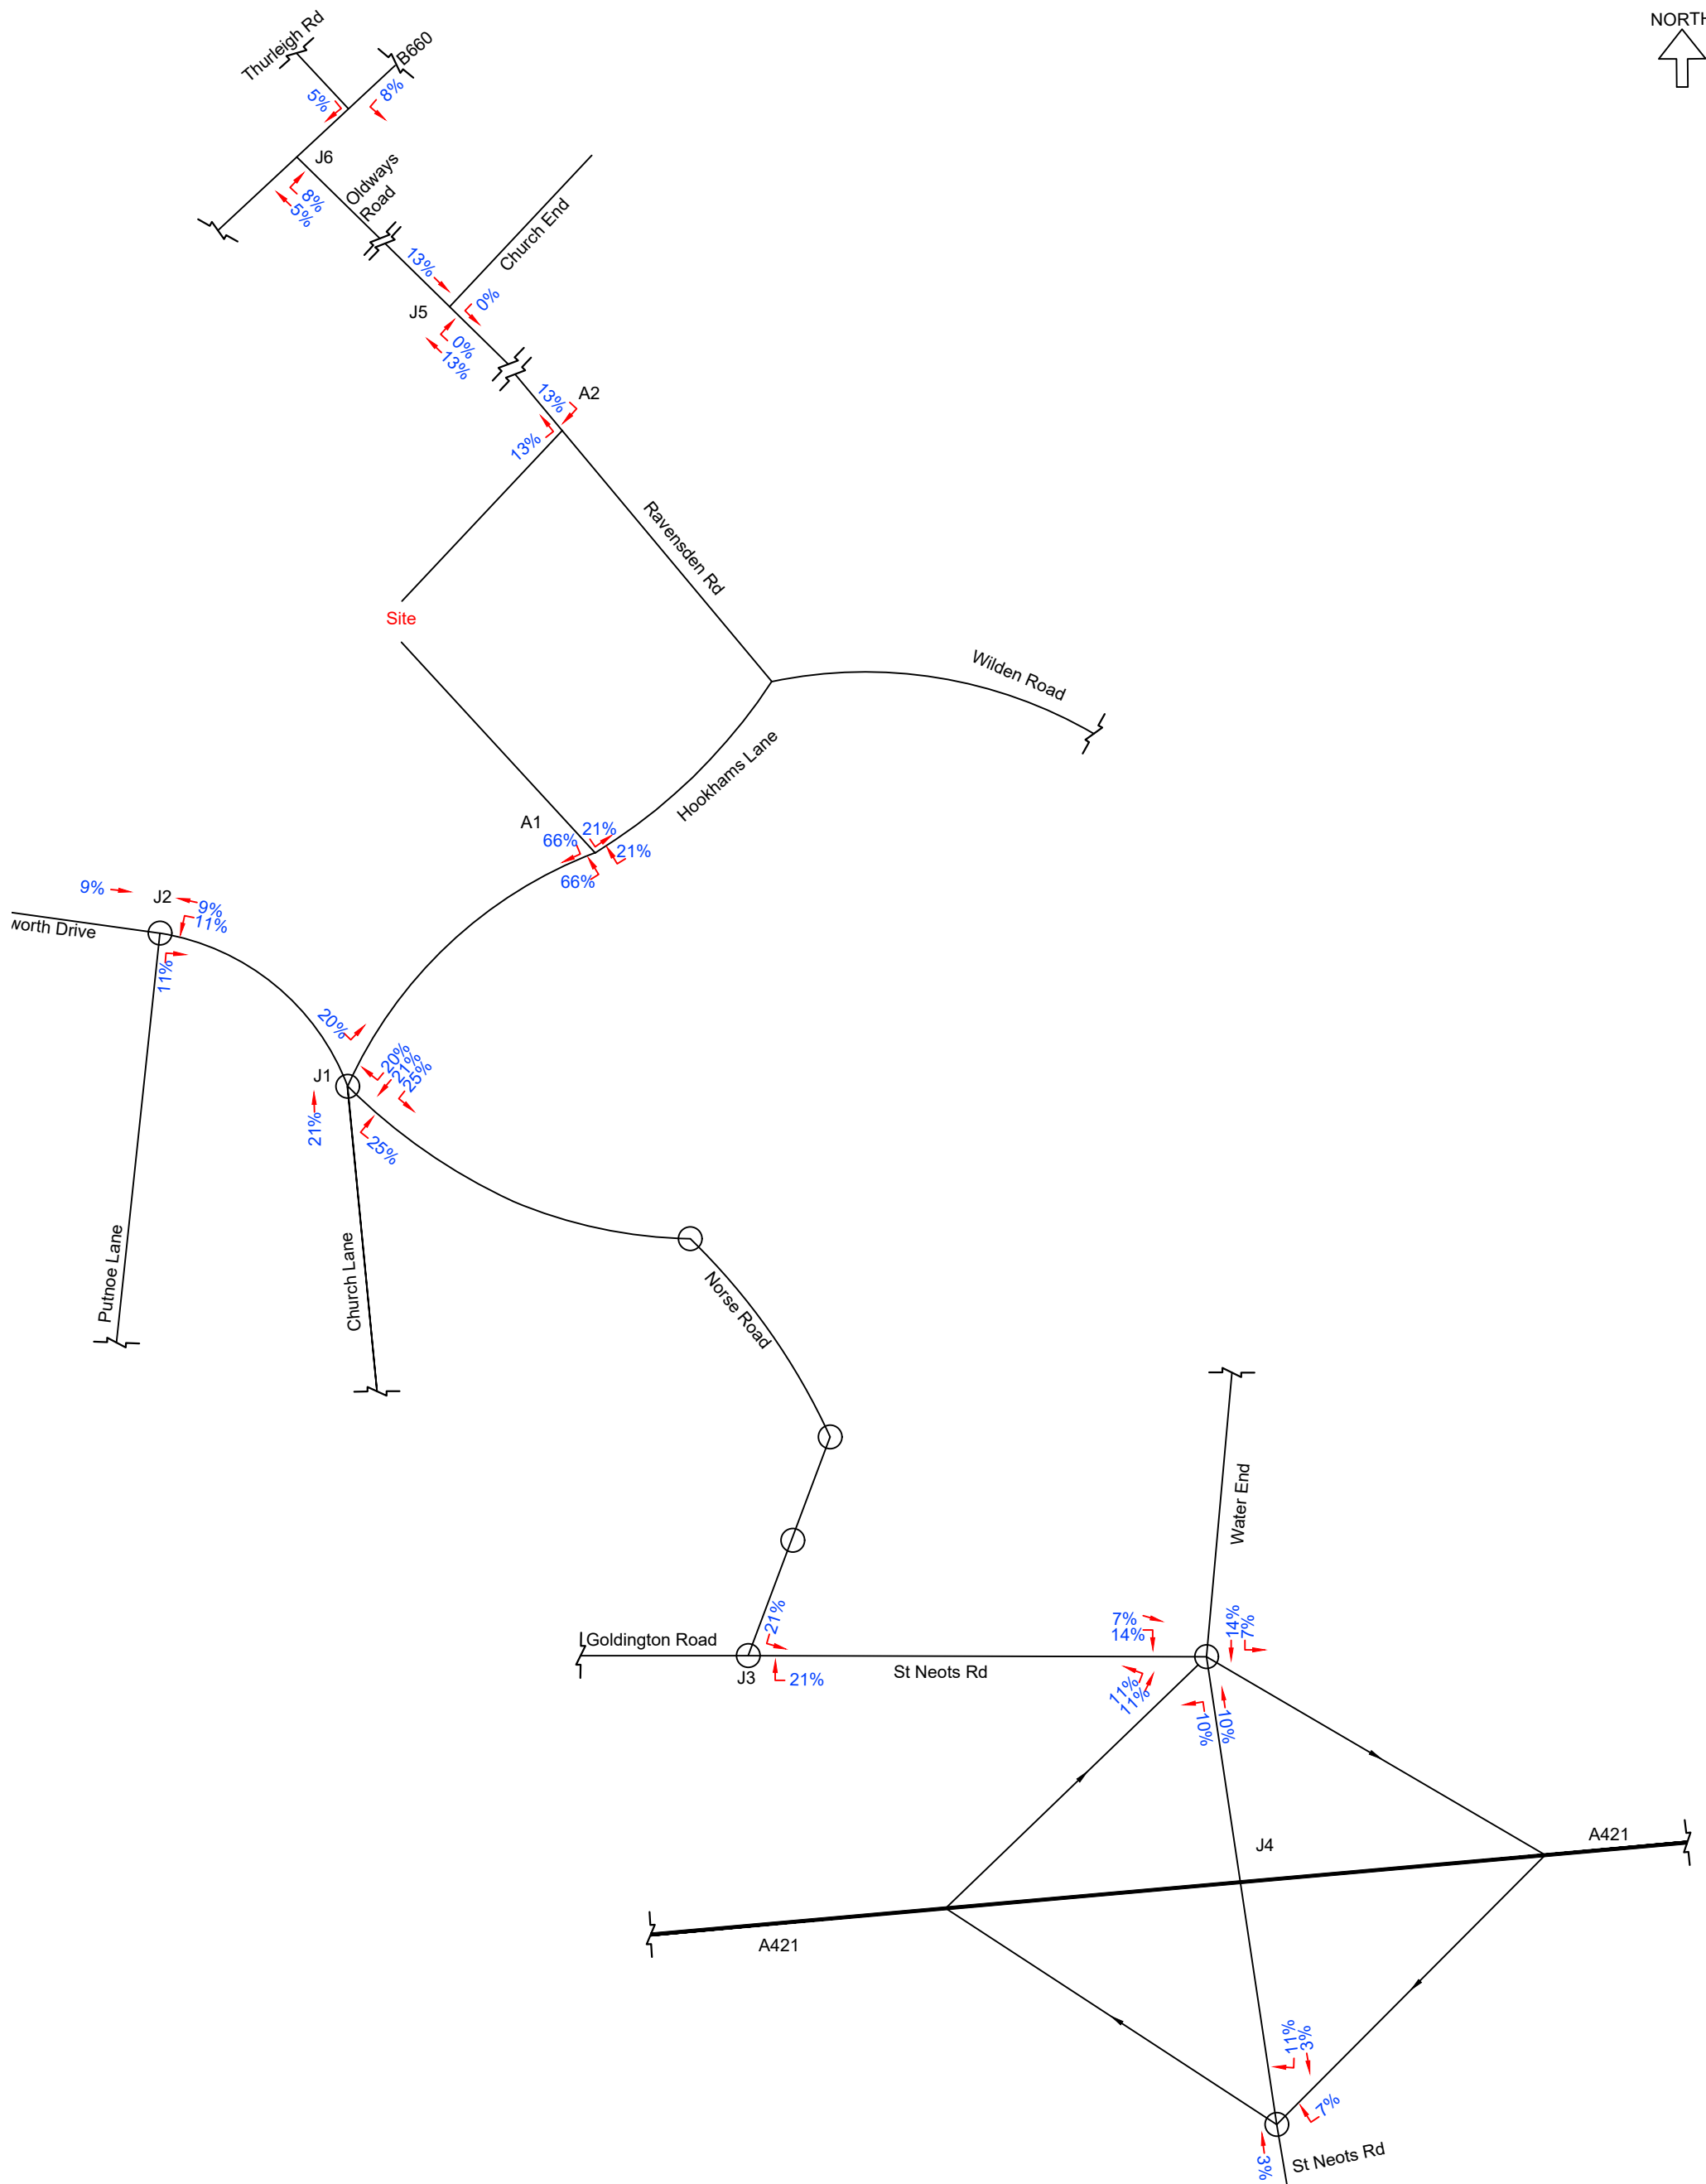 NORTH
Thurleigh Rd
B660
5%
8%
J6
Oldways
Road
8%
5%
Church End
13%
J5
0%
0%
13%
13%
A2
13%
Ravensden Rd
Site
Wilden Road
Hookhams Lane
A1
21%
66%
21%
66%
9%
J2
9%
11%
worth Drive
11%
20%
20%
21%
25%
J1
21%
25%
Putnoe Lane
Church Lane
Norse Road
Water End
21%
7%
14%
14%
7%
Goldington Road
J3
21%
St Neots Rd
11%
11%
10%
10%
J4
A421
A421
11%
3%
7%
3%
St Neots Rd